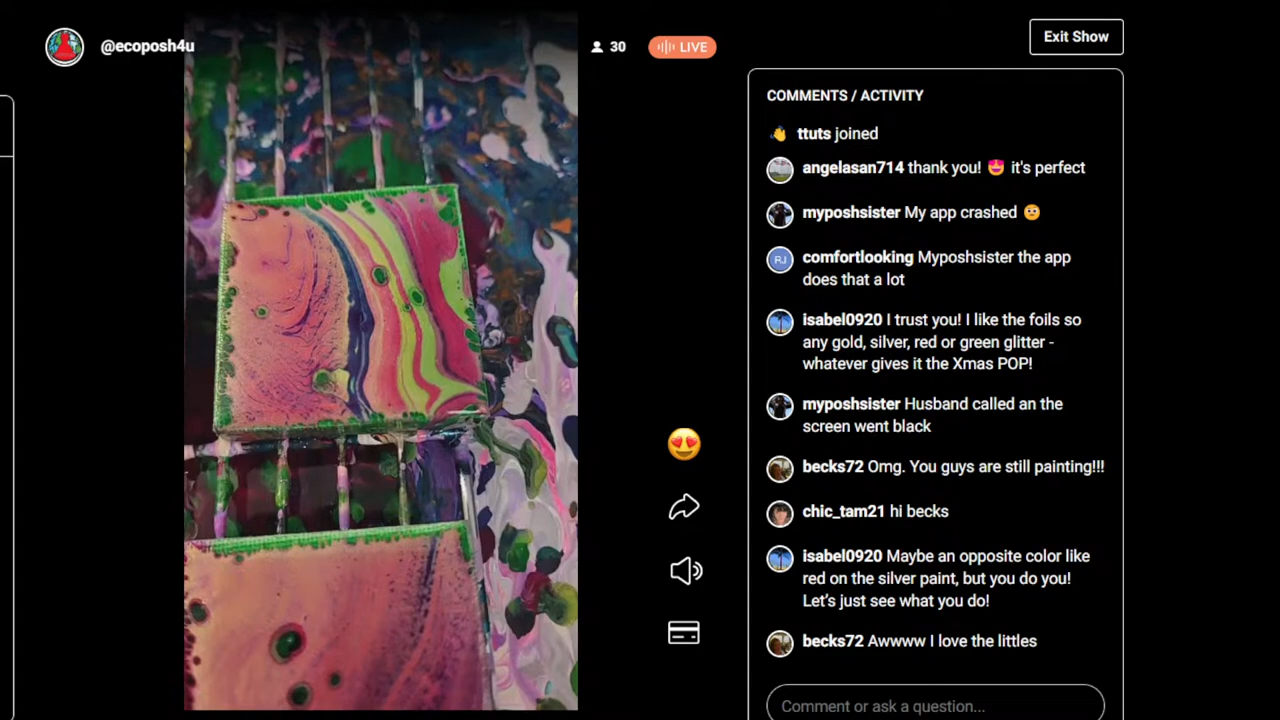 @ecoposh4u
30
LIVE
Exit Show
COMMENTS / ACTIVITY
ttuts joined
angelasan714 thank you! 😍 it's perfect
myposhsister My app crashed 🤕
RJ
comfortlooking Myposhsister the app
does that a lot
isabel0920 I trust you! I like the foils so
any gold, silver, red or green glitter -
whatever gives it the Xmas POP!
myposhsister Husband called an the
screen went black
becks72 Omg. You guys are still painting!!!
chic_tam21 hi becks
isabel0920 Maybe an opposite color like
red on the silver paint, but you do you!
Let's just see what you do!
becks72 Awwww I love the littles
Comment or ask a question...